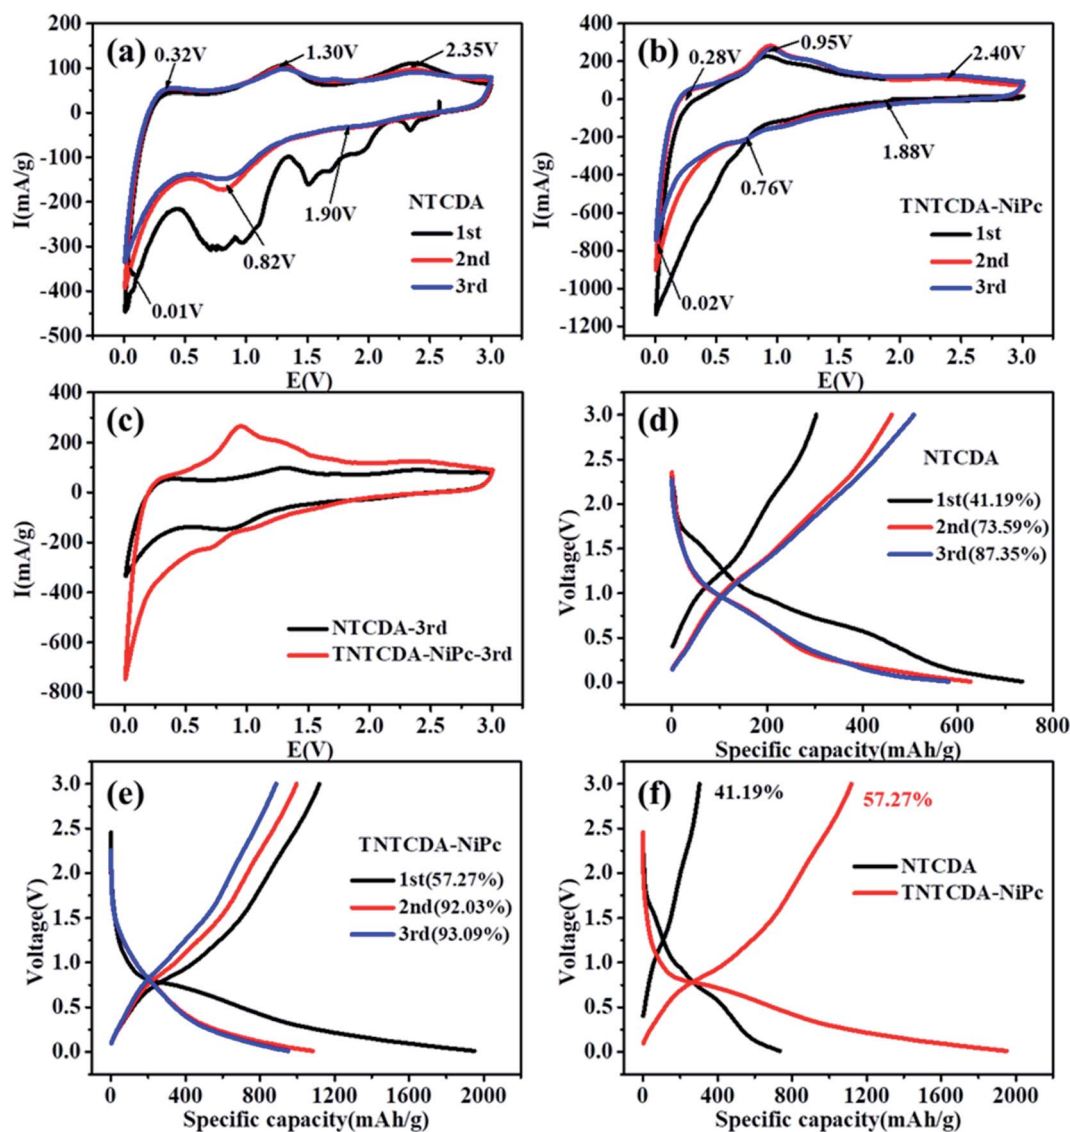 (a)
0.32V
1.30V
2.35V
1.90V
0.82V
0.01V
NTCDA
1st
2nd
3rd
I(mA/g)
200
100
0
-100
-200
-300
-400
-500
0.0 0.5 1.0 1.5 2.0 2.5 3.0
E(V)
(b)
0.28V
0.95V
2.40V
1.88V
0.76V
0.02V
TNTCDA-NiPc
1st
2nd
3rd
I(mA/g)
400
200
0
-200
-400
-600
-800
-1000
-1200
0.0 0.5 1.0 1.5 2.0 2.5 3.0
E(V)
(c)
NTCDA-3rd
TNTCDA-NiPc-3rd
I(mA/g)
400
200
0
-200
-400
-600
-800
0.0 0.5 1.0 1.5 2.0 2.5 3.0
E(V)
(d)
NTCDA
1st(41.19%)
2nd(73.59%)
3rd(87.35%)
Voltage(V)
3.0
2.5
2.0
1.5
1.0
0.5
0.0
0 200 400 600 800
Specific capacity(mAh/g)
(e)
TNTCDA-NiPc
1st(57.27%)
2nd(92.03%)
3rd(93.09%)
Voltage(V)
3.0
2.5
2.0
1.5
1.0
0.5
0.0
0 400 800 1200 1600 2000
Specific capacity(mAh/g)
(f)
41.19%
57.27%
NTCDA
TNTCDA-NiPc
Voltage(V)
3.0
2.5
2.0
1.5
1.0
0.5
0.0
0 400 800 1200 1600 2000
Specific capacity(mAh/g)